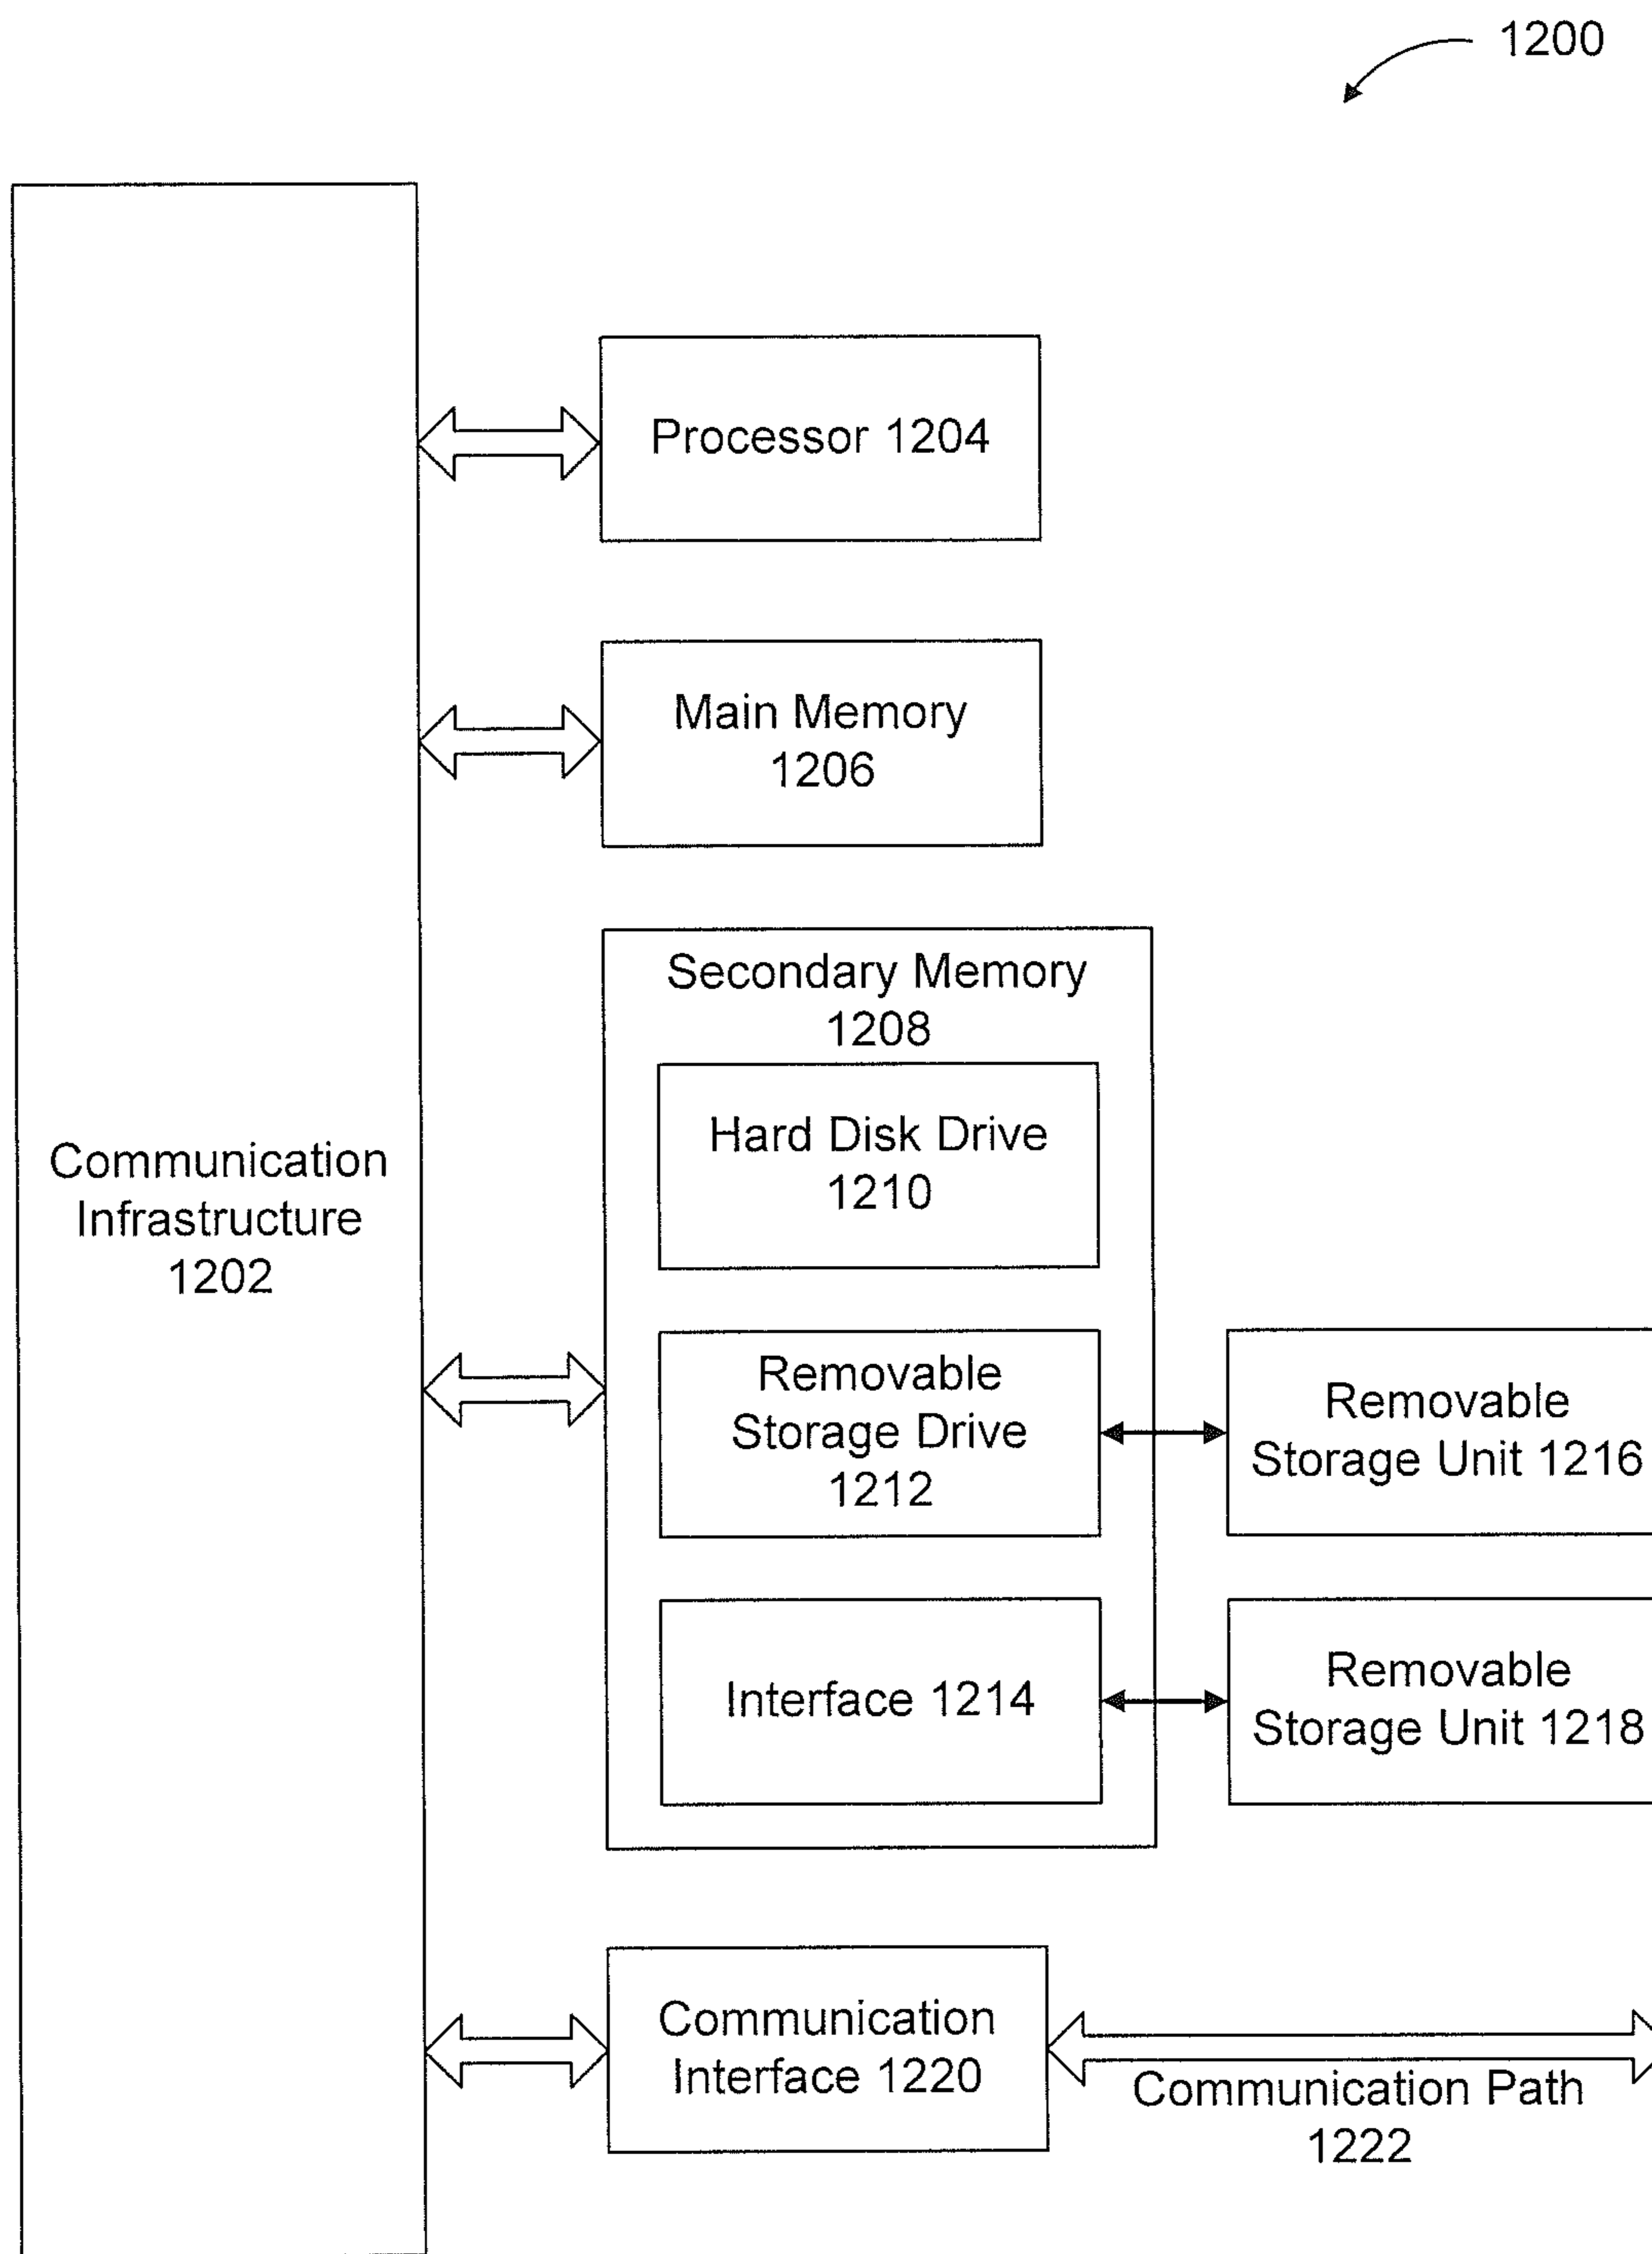 1200
Processor 1204
Main Memory
1206
Secondary Memory
1208
Hard Disk Drive
1210
Communication
Infrastructure
1202
Removable
Storage Drive
1212
Removable
Storage Unit 1216
Interface 1214
Removable
Storage Unit 1218
Communication
Interface 1220
Communication Path
1222